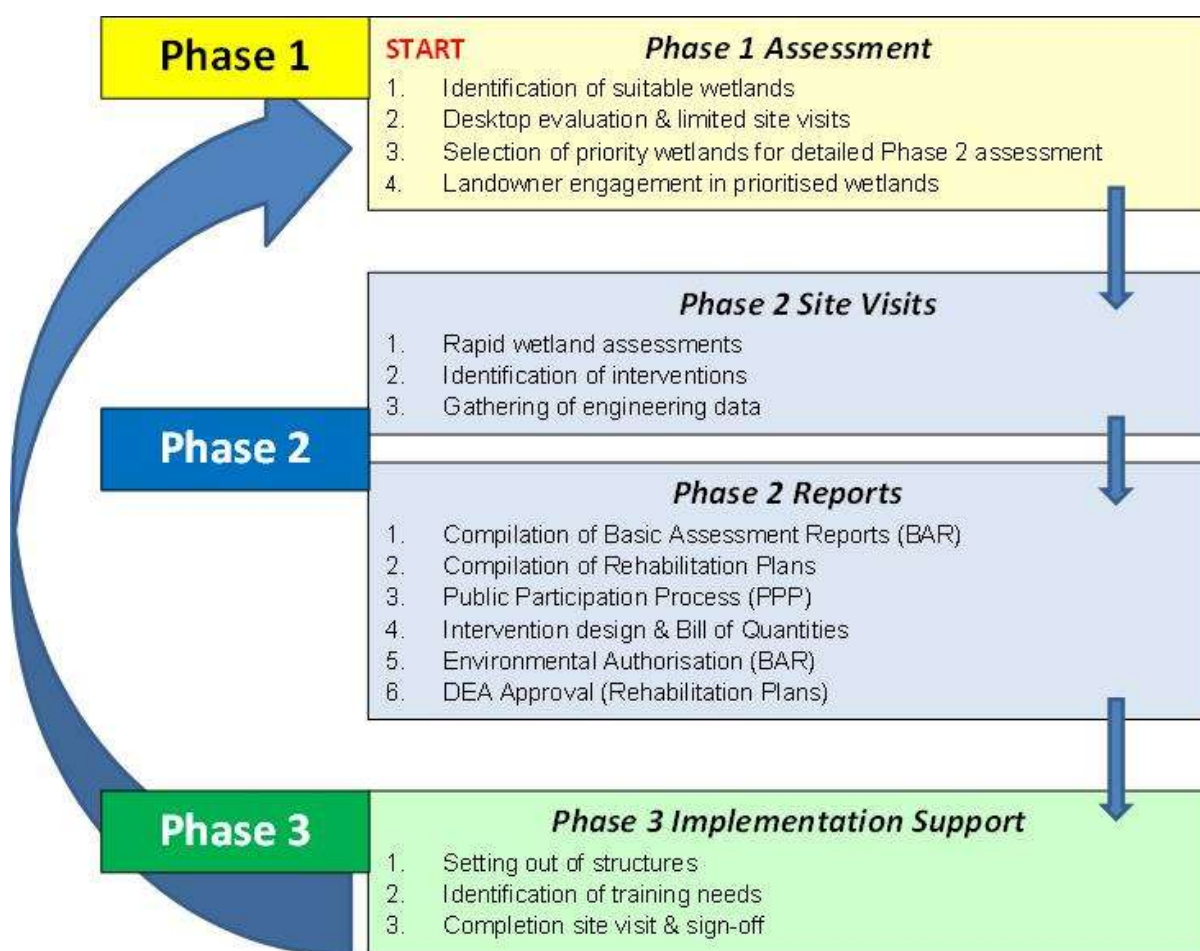 Phase 1
START Phase 1 Assessment
1. Identification of suitable wetlands
2. Desktop evaluation & limited site visits
3. Selection of priority wetlands for detailed Phase 2 assessment
4. Landowner engagement in prioritised wetlands
Phase 2
Phase 2 Site Visits
1. Rapid wetland assessments
2. Identification of interventions
3. Gathering of engineering data
Phase 2 Reports
1. Compilation of Basic Assessment Reports (BAR)
2. Compilation of Rehabilitation Plans
3. Public Participation Process (PPP)
4. Intervention design & Bill of Quantities
5. Environmental Authorisation (BAR)
6. DEA Approval (Rehabilitation Plans)
Phase 3
Phase 3 Implementation Support
1. Setting out of structures
2. Identification of training needs
3. Completion site visit & sign-off